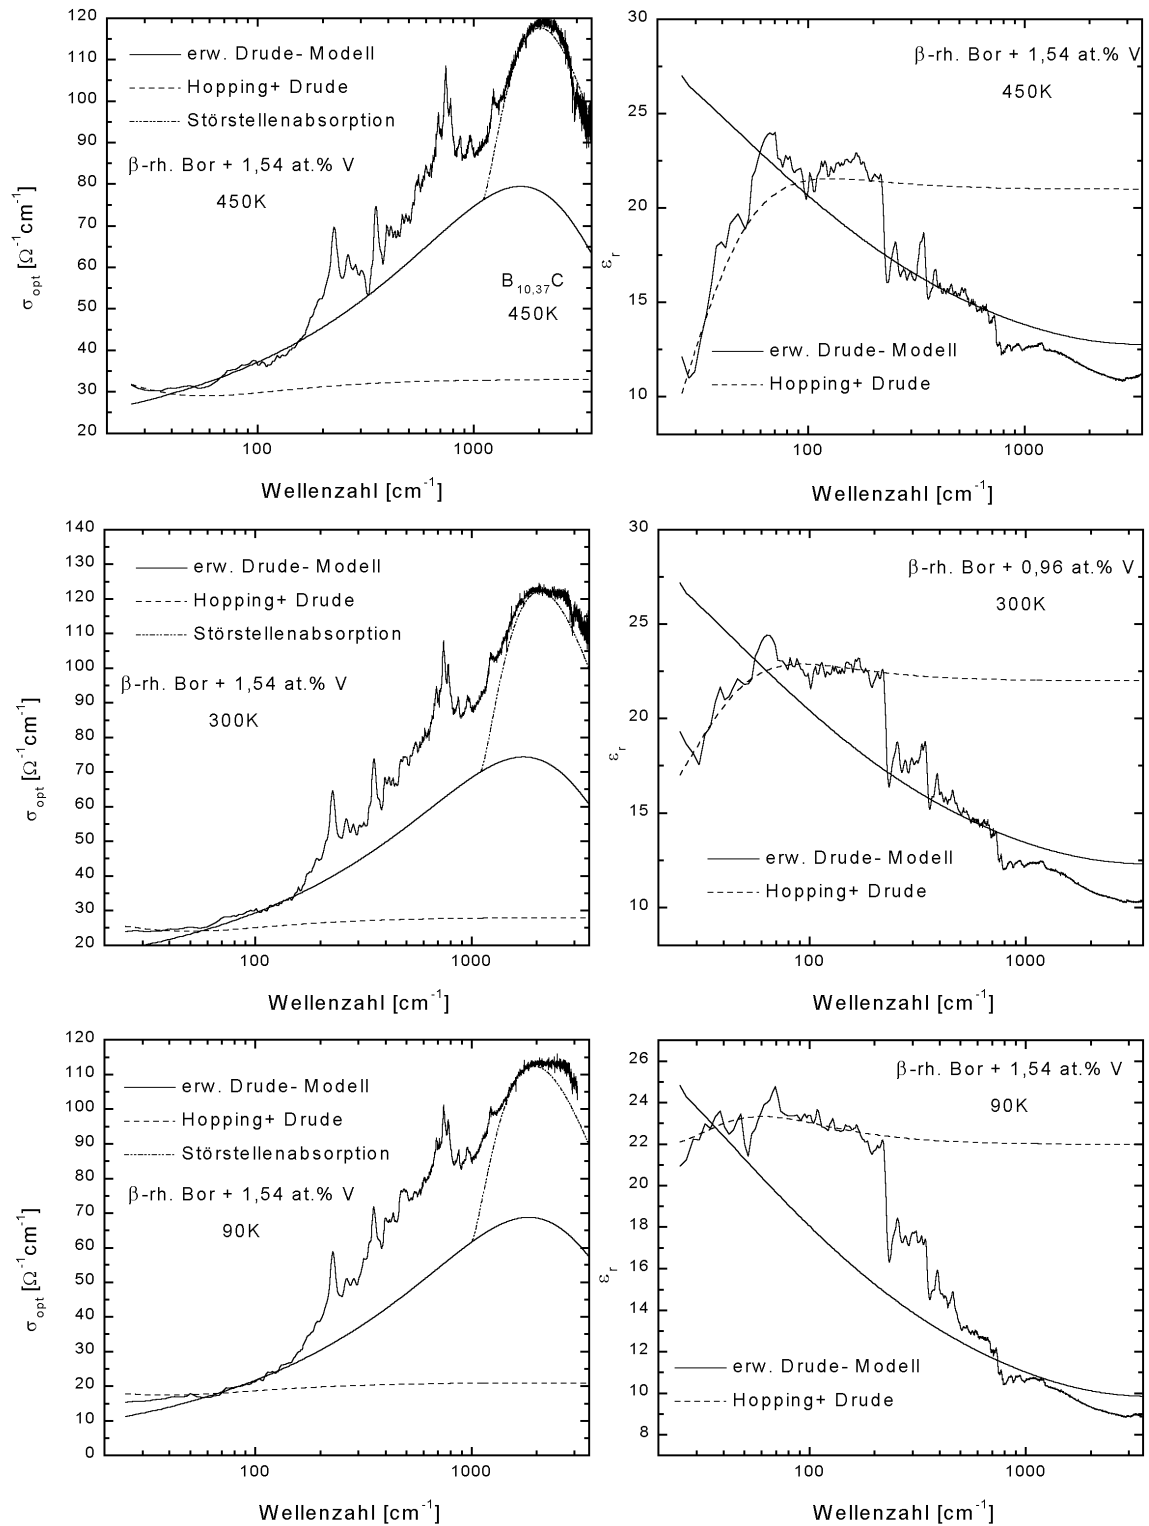 120
110
100
90
80
70
60
50
40
30
20
σopt [Ω-1cm-1]
erw. Drude- Modell
Hopping+ Drude
Störstellenabsorption
β-rh. Bor + 1,54 at.% V
450K
B10,37C
450K
100
1000
Wellenzahl [cm-1]
30
25
20
15
10
εr
β-rh. Bor + 1,54 at.% V
450K
erw. Drude- Modell
Hopping+ Drude
100
1000
Wellenzahl [cm-1]
140
130
120
110
100
90
80
70
60
50
40
30
20
σopt [Ω-1cm-1]
erw. Drude- Modell
Hopping+ Drude
Störstellenabsorption
β-rh. Bor + 1,54 at.% V
300K
100
1000
Wellenzahl [cm-1]
30
25
20
15
10
εr
β-rh. Bor + 0,96 at.% V
300K
erw. Drude- Modell
Hopping+ Drude
100
1000
Wellenzahl [cm-1]
120
110
100
90
80
70
60
50
40
30
20
10
0
σopt [Ω-1cm-1]
erw. Drude- Modell
Hopping+ Drude
Störstellenabsorption
β-rh. Bor + 1,54 at.% V
90K
100
1000
Wellenzahl [cm-1]
26
24
22
20
18
16
14
12
10
8
εr
β-rh. Bor + 1,54 at.% V
90K
erw. Drude- Modell
Hopping+ Drude
100
1000
Wellenzahl [cm-1]